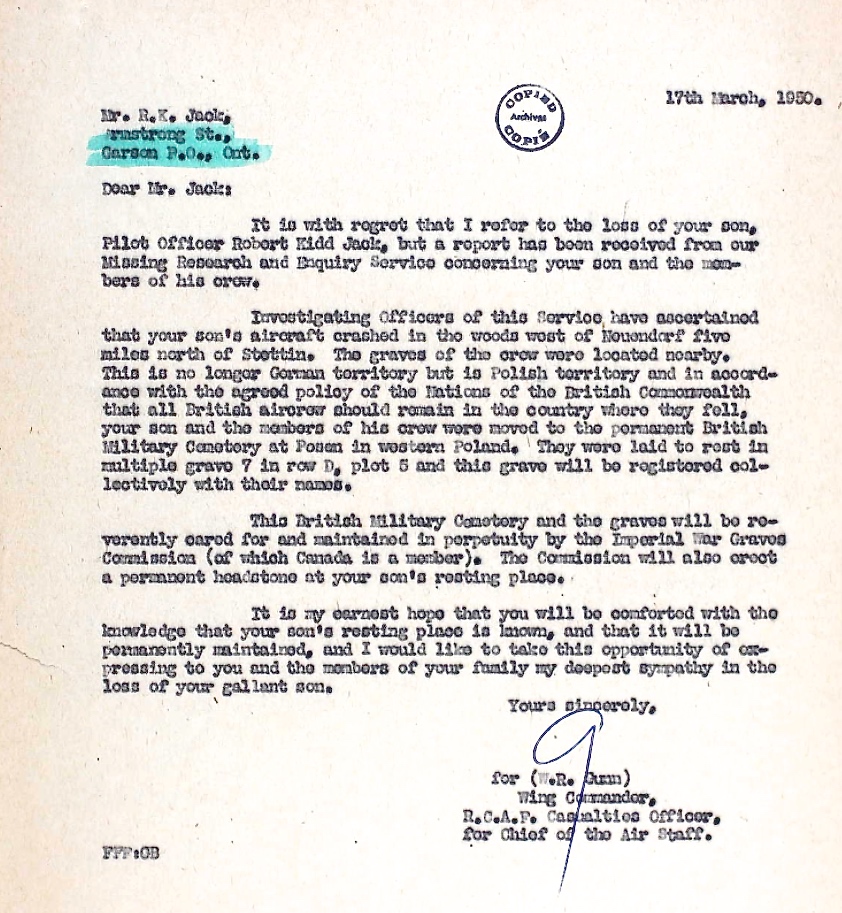 17th March, 1950.
COPIED
Archives
COPIÉ
Mr. R.K. Jack,
Armstrong St.,
Carson P.O., Ont.
Dear Mr. Jack:
It is with regret that I refer to the loss of your son,
Pilot Officer Robert Kidd Jack, but a report has been received from our
Missing Research and Enquiry Service concerning your son and the mem-
bers of his crew.
Investigating Officers of this Service have ascertained
that your son's aircraft crashed in the woods west of Neuendorf five
miles north of Stettin. The graves of the crew were located nearby.
This is no longer German territory but is Polish territory and in accord-
ance with the agreed policy of the Nations of the British Commonwealth
that all British aircrew should remain in the country where they fell,
your son and the members of his crew were moved to the permanent British
Military Cemetery at Posen in western Poland. They were laid to rest in
multiple grave 7 in row D, plot 5 and this grave will be registered col-
lectively with their names.
This British Military Cemetery and the graves will be re-
verently cared for and maintained in perpetuity by the Imperial War Graves
Commission (of which Canada is a member). The Commission will also erect
a permanent headstone at your son's resting place.
It is my earnest hope that you will be comforted with the
knowledge that your son's resting place is known, and that it will be
permanently maintained, and I would like to take this opportunity of ex-
pressing to you and the members of your family my deepest sympathy in the
loss of your gallant son.
Yours sincerely,
for (W.R. Gunn)
Wing Commander,
R.C.A.F. Casualties Officer,
for Chief of the Air Staff.
FFF:GB